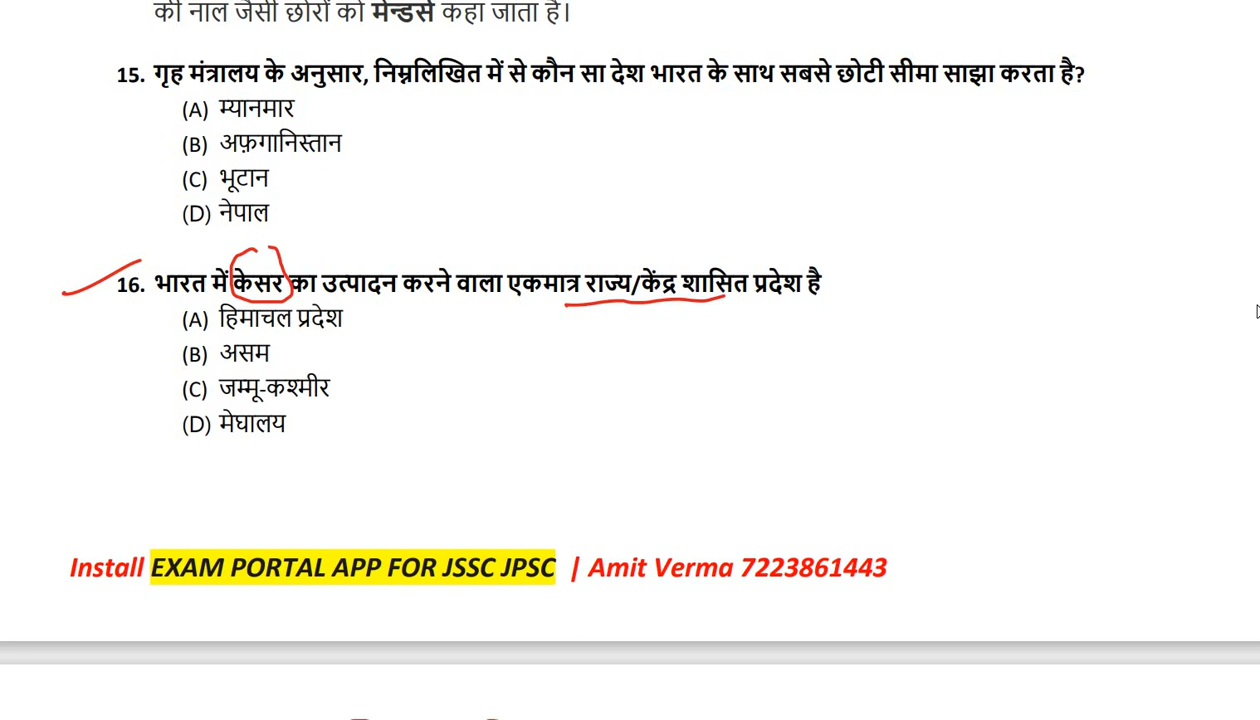 की नाल जैसी छोरों को मेन्डर्स कहा जाता है।
15. गृह मंत्रालय के अनुसार, निम्नलिखित में से कौन सा देश भारत के साथ सबसे छोटी सीमा साझा करता है?
(A) म्यानमार
(B) अफ़गानिस्तान
(C) भूटान
(D) नेपाल
16. भारत में केसर का उत्पादन करने वाला एकमात्र राज्य/केंद्र शासित प्रदेश है
(A) हिमाचल प्रदेश
(B) असम
(C) जम्मू-कश्मीर
(D) मेघालय
Install EXAM PORTAL APP FOR JSSC JPSC | Amit Verma 7223861443